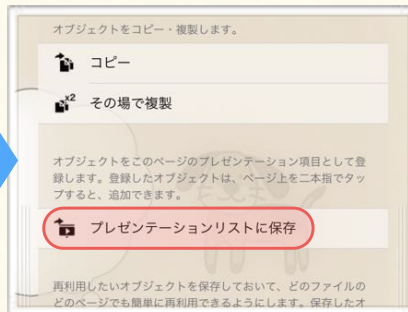 オブジェクトをコピー・複製します。
コピー
x2 その場で複製
オブジェクトをこのページのプレゼンテーション項目として登
録します。登録したオブジェクトは、ページ上を二本指でタッ
プすると、追加できます。
プレゼンテーションリストに保存
再利用したいオブジェクトを保存しておいて、どのファイルの
どのページでも簡単に再利用できるようにします。保存したオ